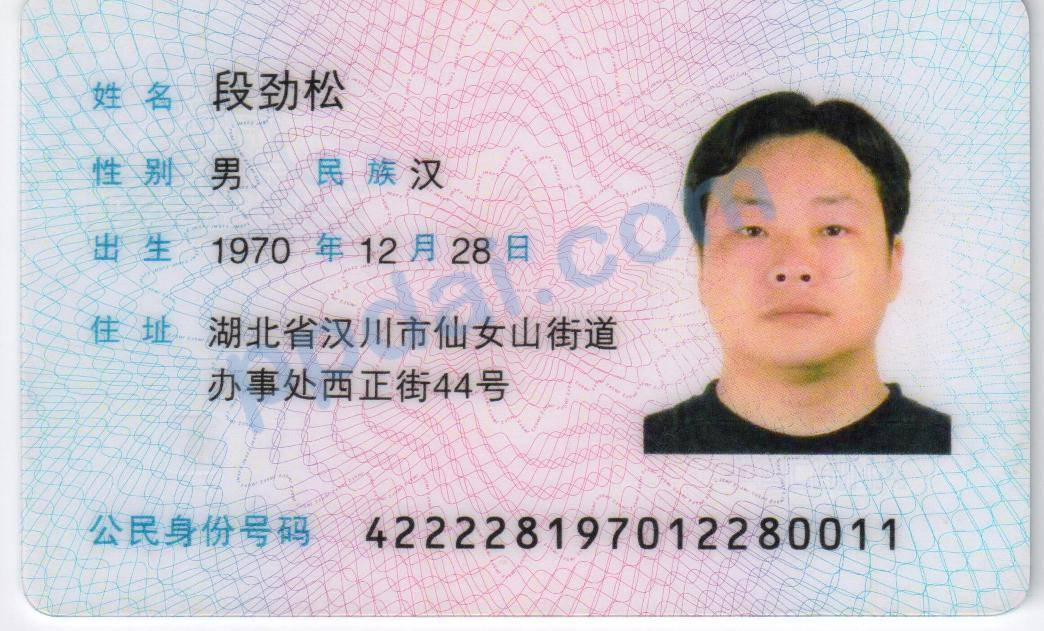 姓名 段劲松
性别 男 民族 汉
出生 1970 年 12 月 28 日
住址 湖北省汉川市仙女山街道
办事处西正街44号
公民身份号码 422228197012280011
ppdai.com